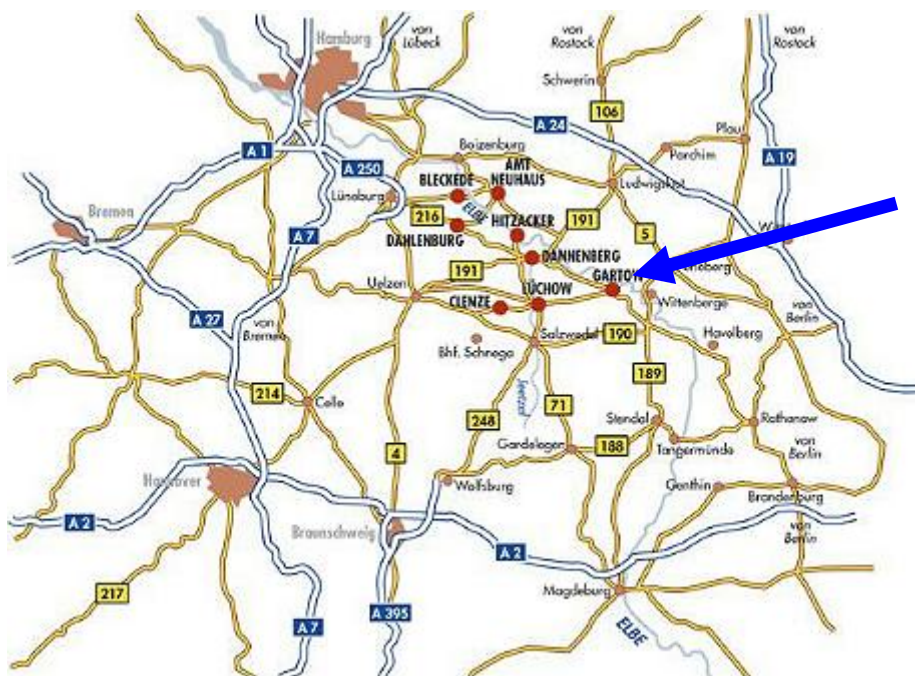 von
Lübeck
Hamburg
von
Rostock
von
Rostock
Schwerin
106
A 24
A 1
Boizenburg
Plau
Parchim
A 19
A 250
AMT
NEUHAUS
BLECKEDE
Ludwigslust
Lüneburg
ELBE
Bremen
216
HITZACKER
191
5
A 7
DAHLENBURG
DANNENBERG
191
GARTOW
Uelzen
LÜCHOW
Wittenberge
CLENZE
von
Berlin
A 27
von
Bremen
Salzwedel
190
Havelberg
Bhf. Schnega
Jeetzel
189
214
Celle
248
71
Stendal
Rathenow
4
Gardelegen
188
Tangermünde
von
Berlin
Hannover
Wolfsburg
Genthin
Brandenburg
A 2
Braunschweig
von
Berlin
A 2
217
Magdeburg
A 395
A 7
ELBE